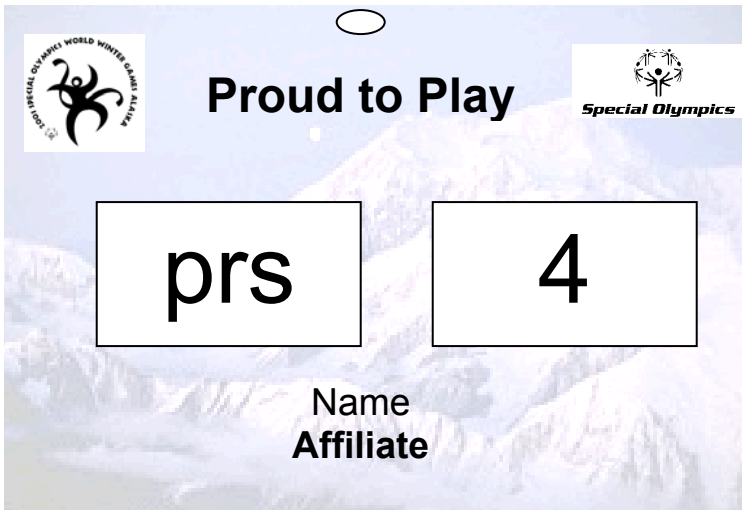 2001 SPECIAL OLYMPICS WORLD WINTER GAMES ALASKA
Proud to Play
Special Olympics
prs
4
Name
Affiliate